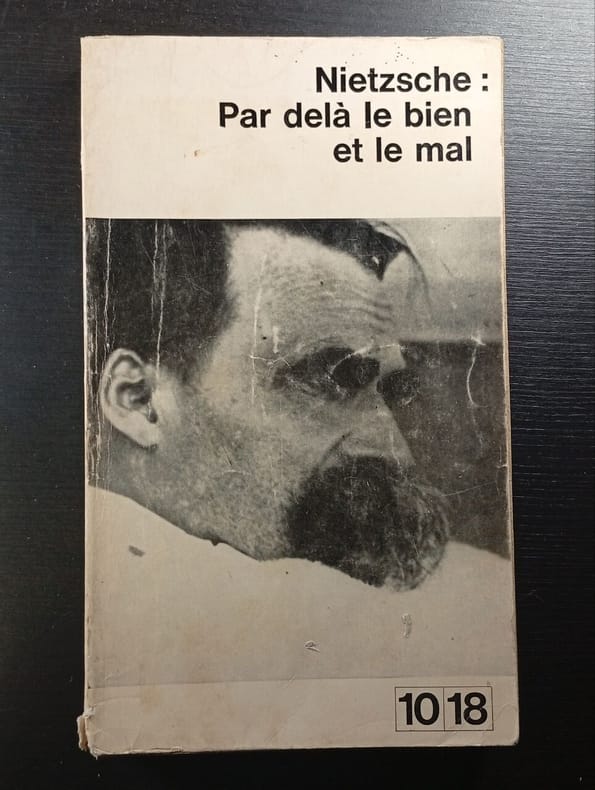 Nietzsche :
Par delà le bien
et le mal
10 18